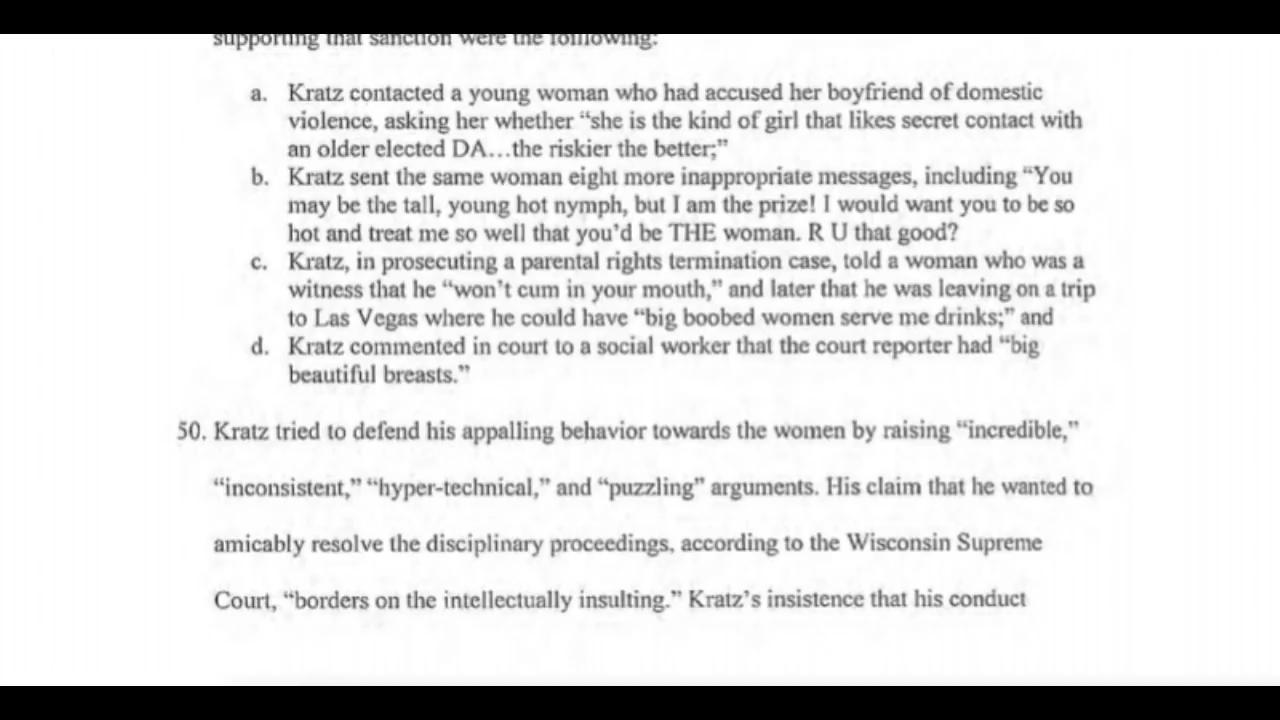 supporting that sanction were the following:
a. Kratz contacted a young woman who had accused her boyfriend of domestic
violence, asking her whether “she is the kind of girl that likes secret contact with
an older elected DA…the riskier the better;”
b. Kratz sent the same woman eight more inappropriate messages, including “You
may be the tall, young hot nymph, but I am the prize! I would want you to be so
hot and treat me so well that you’d be THE woman. R U that good?
c. Kratz, in prosecuting a parental rights termination case, told a woman who was a
witness that he “won’t cum in your mouth,” and later that he was leaving on a trip
to Las Vegas where he could have “big boobed women serve me drinks;” and
d. Kratz commented in court to a social worker that the court reporter had “big
beautiful breasts.”
50. Kratz tried to defend his appalling behavior towards the women by raising “incredible,”
“inconsistent,” “hyper-technical,” and “puzzling” arguments. His claim that he wanted to
amicably resolve the disciplinary proceedings, according to the Wisconsin Supreme
Court, “borders on the intellectually insulting.” Kratz’s insistence that his conduct